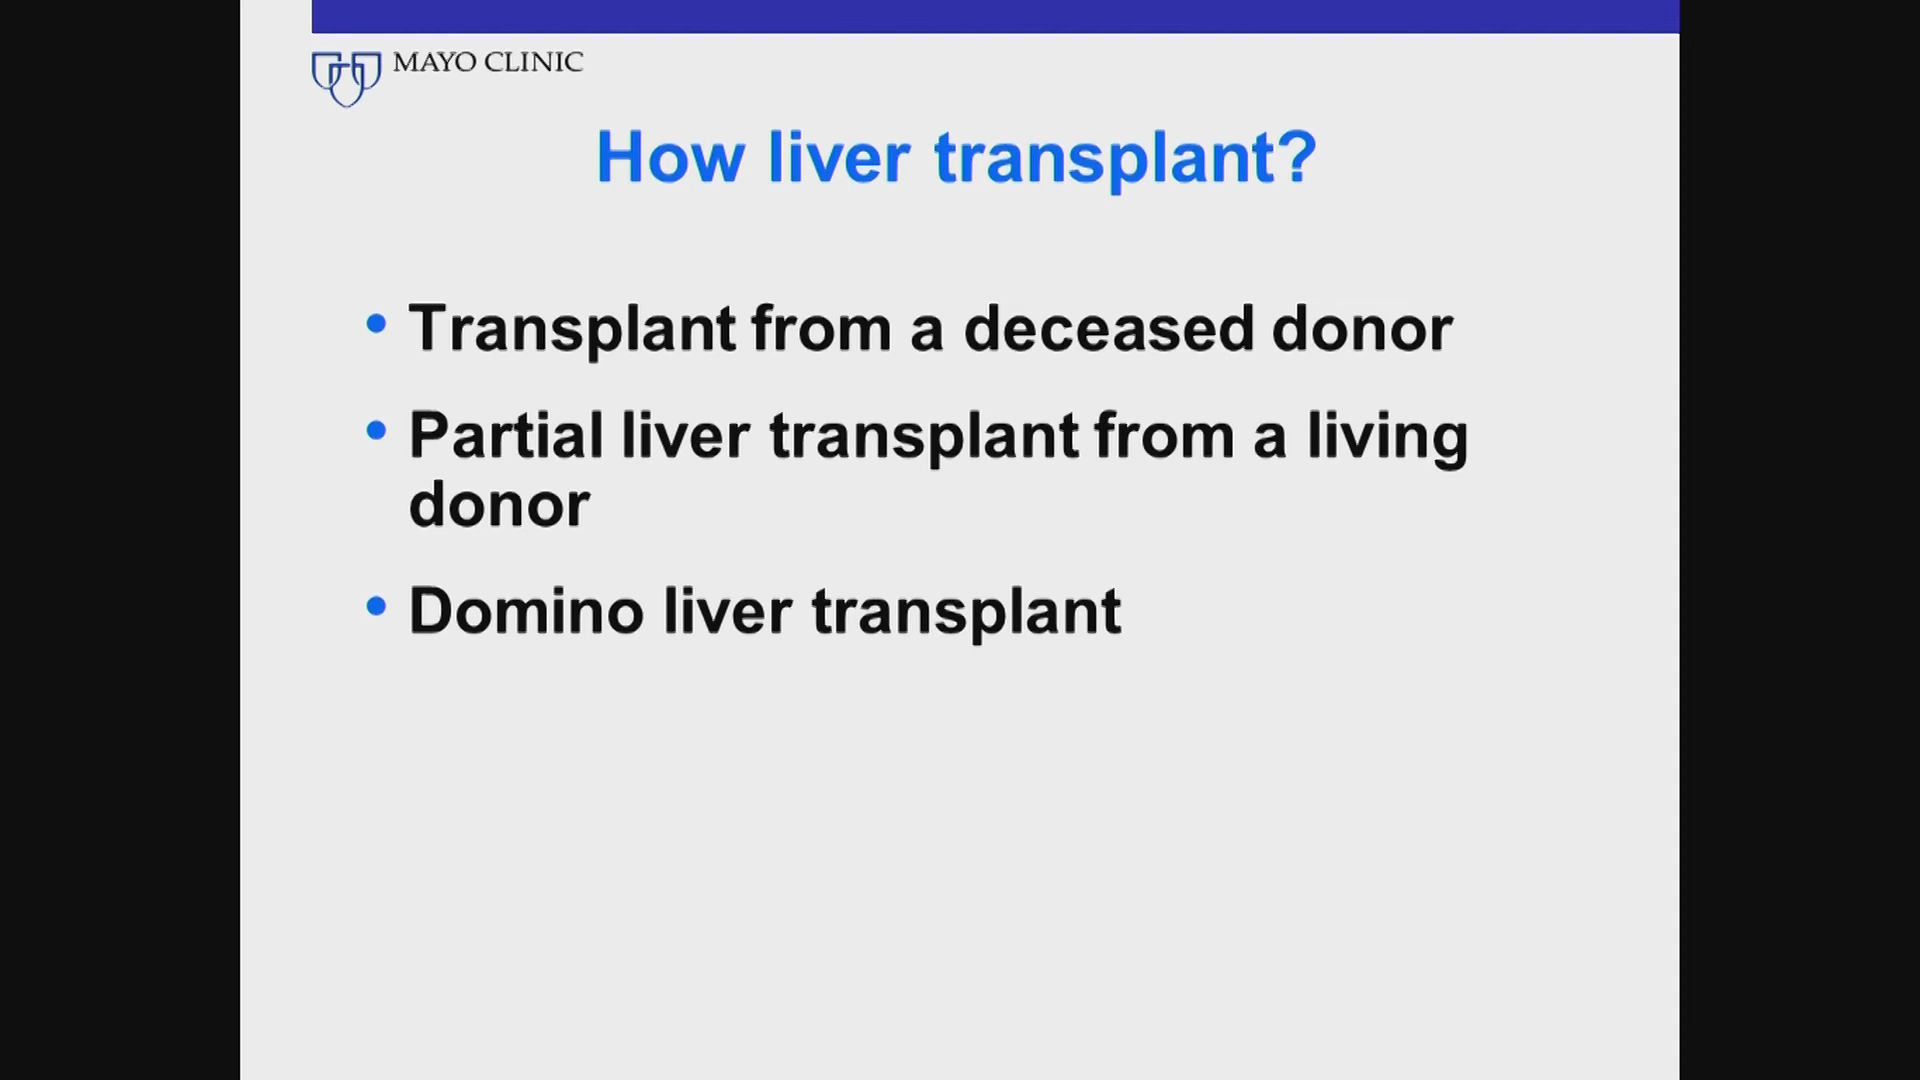 MAYO CLINIC
How liver transplant?
• Transplant from a deceased donor
• Partial liver transplant from a living
donor
• Domino liver transplant